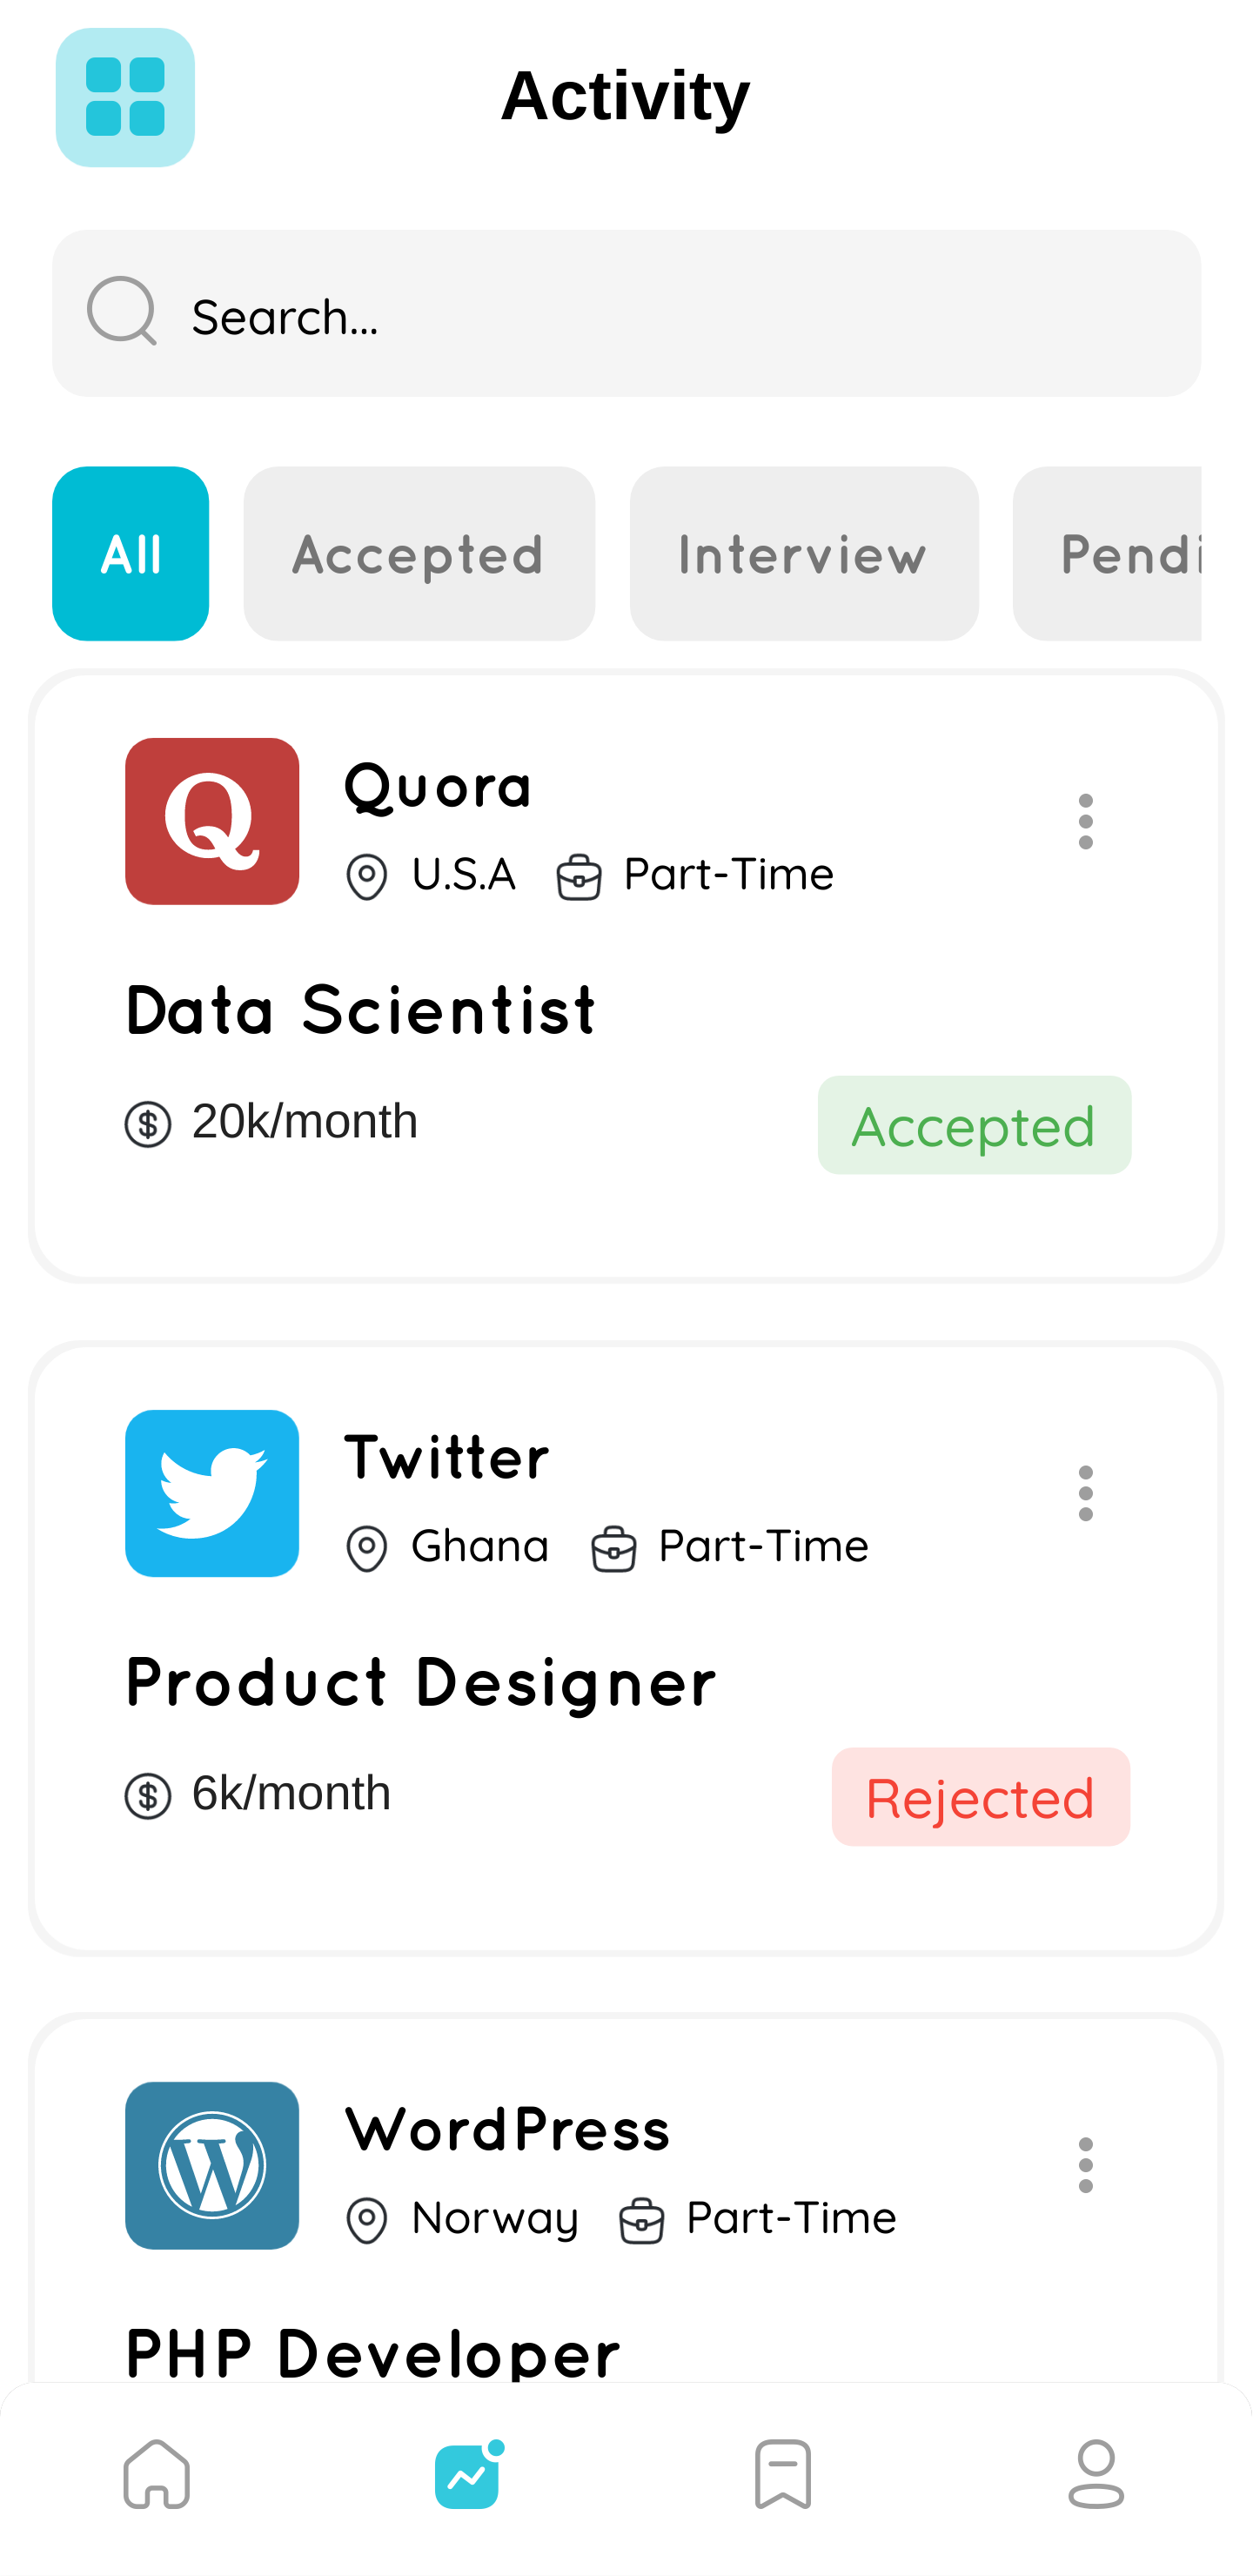 Activity
Search...
All Accepted Interview Pendi
Quora
U.S.A Part-Time
Data Scientist
20k/month Accepted
Twitter
Ghana Part-Time
Product Designer
6k/month Rejected
WordPress
Norway Part-Time
PHP Developer